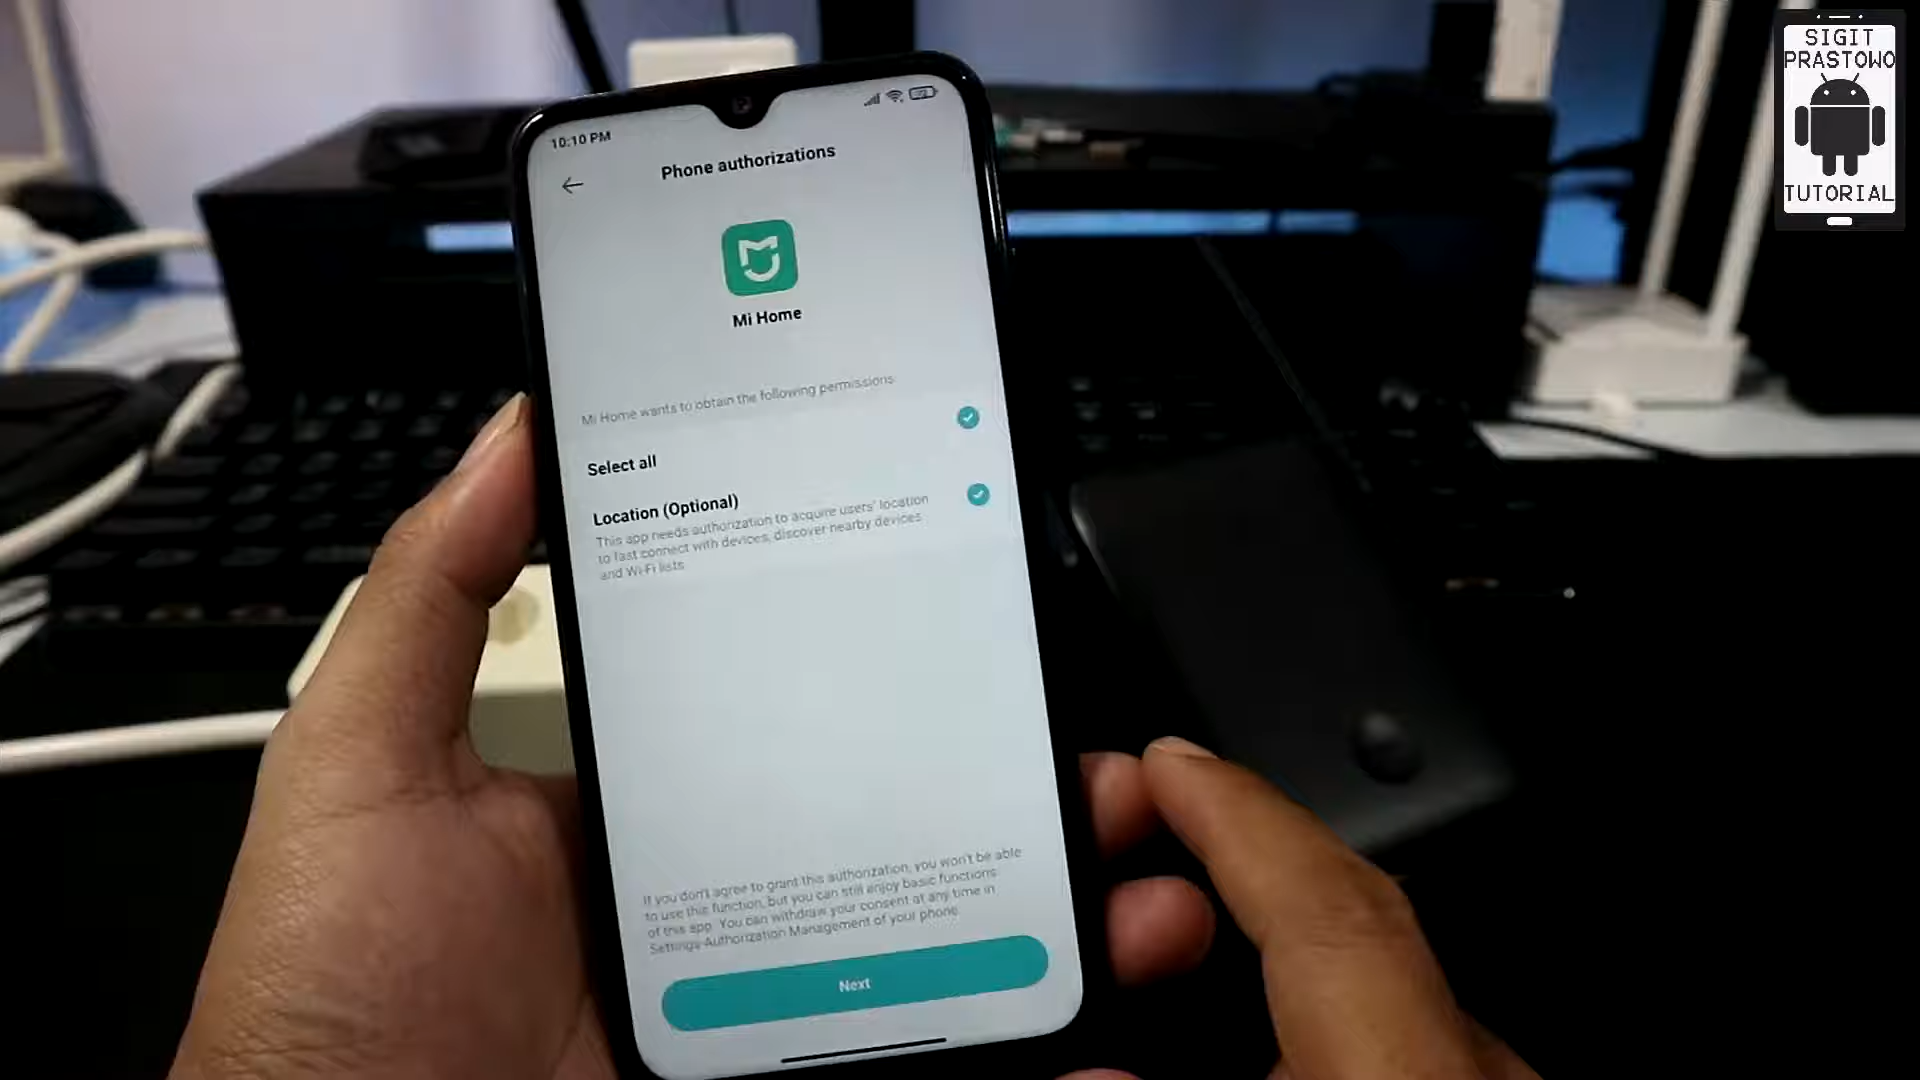 SIGIT
PRASTOWO
TUTORIAL
10:10 PM
Phone authorizations
Mi Home
Mi Home wants to obtain the following permissions
Select all
Location (Optional)
This app needs authorization to acquire users' location
to fast connect with devices, discover nearby devices
and Wi-Fi lists
If you don't agree to grant this authorization, you won't be able
to use this function, but you can still enjoy basic functions
of this app. You can withdraw your consent at any time in
Settings-Authorization Management of your phone
Next